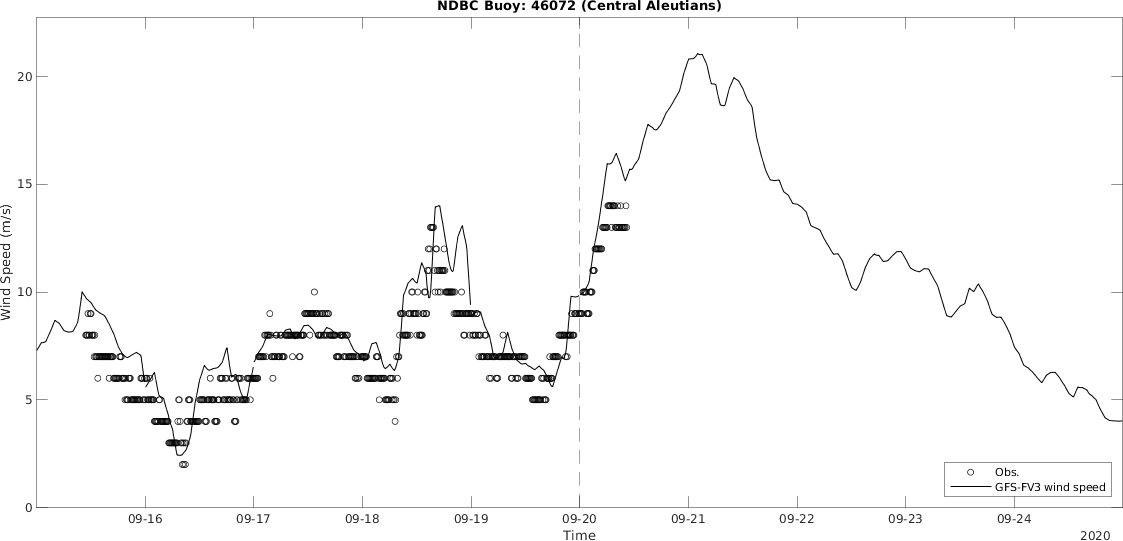 NDBC Buoy: 46072 (Central Aleutians)
Wind Speed (m/s)
20
15
10
5
0
09-16 09-17 09-18 09-19 09-20 09-21 09-22 09-23 09-24
Time
2020
Obs.
GFS-FV3 wind speed